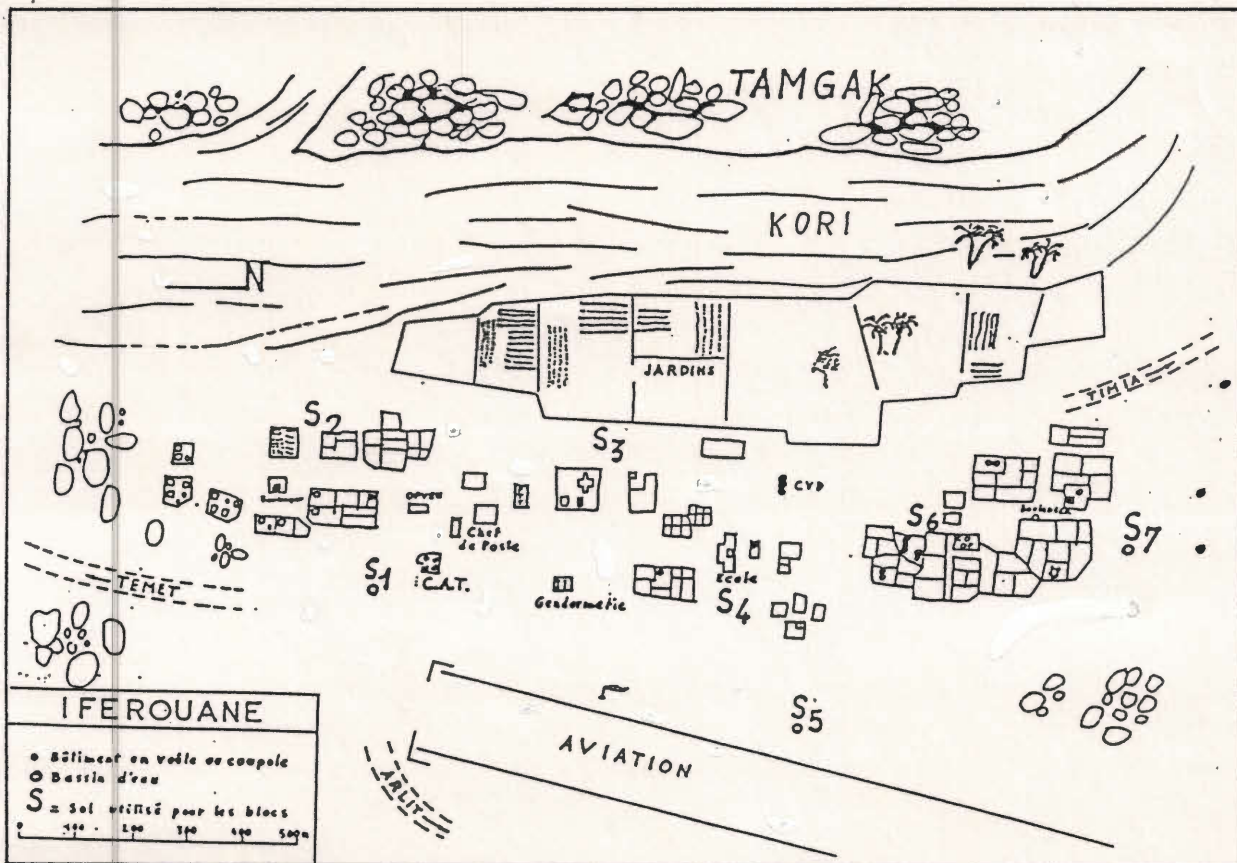 TAMGAK
KORI
N
JARDINS
TIMIA
S2
S3
CVD
S6
S7
Chef
de Poste
S1
C.A.T.
Ecole
TEMET
Gendarmerie
S4
S5
AVIATION
ARLIT
IFEROUANE
Bâtiment en voûte ou coupole
Bassin d'eau
S = Sol utilisé pour les blocs
0 100 200 300 400 500m